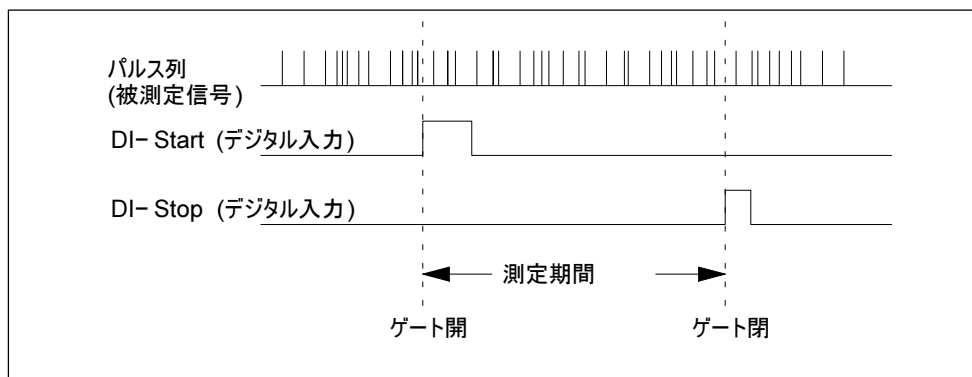 パルス列
(被測定信号)
DI− Start (デジタル入力)
DI− Stop (デジタル入力)
測定期間
ゲート開
ゲート閉